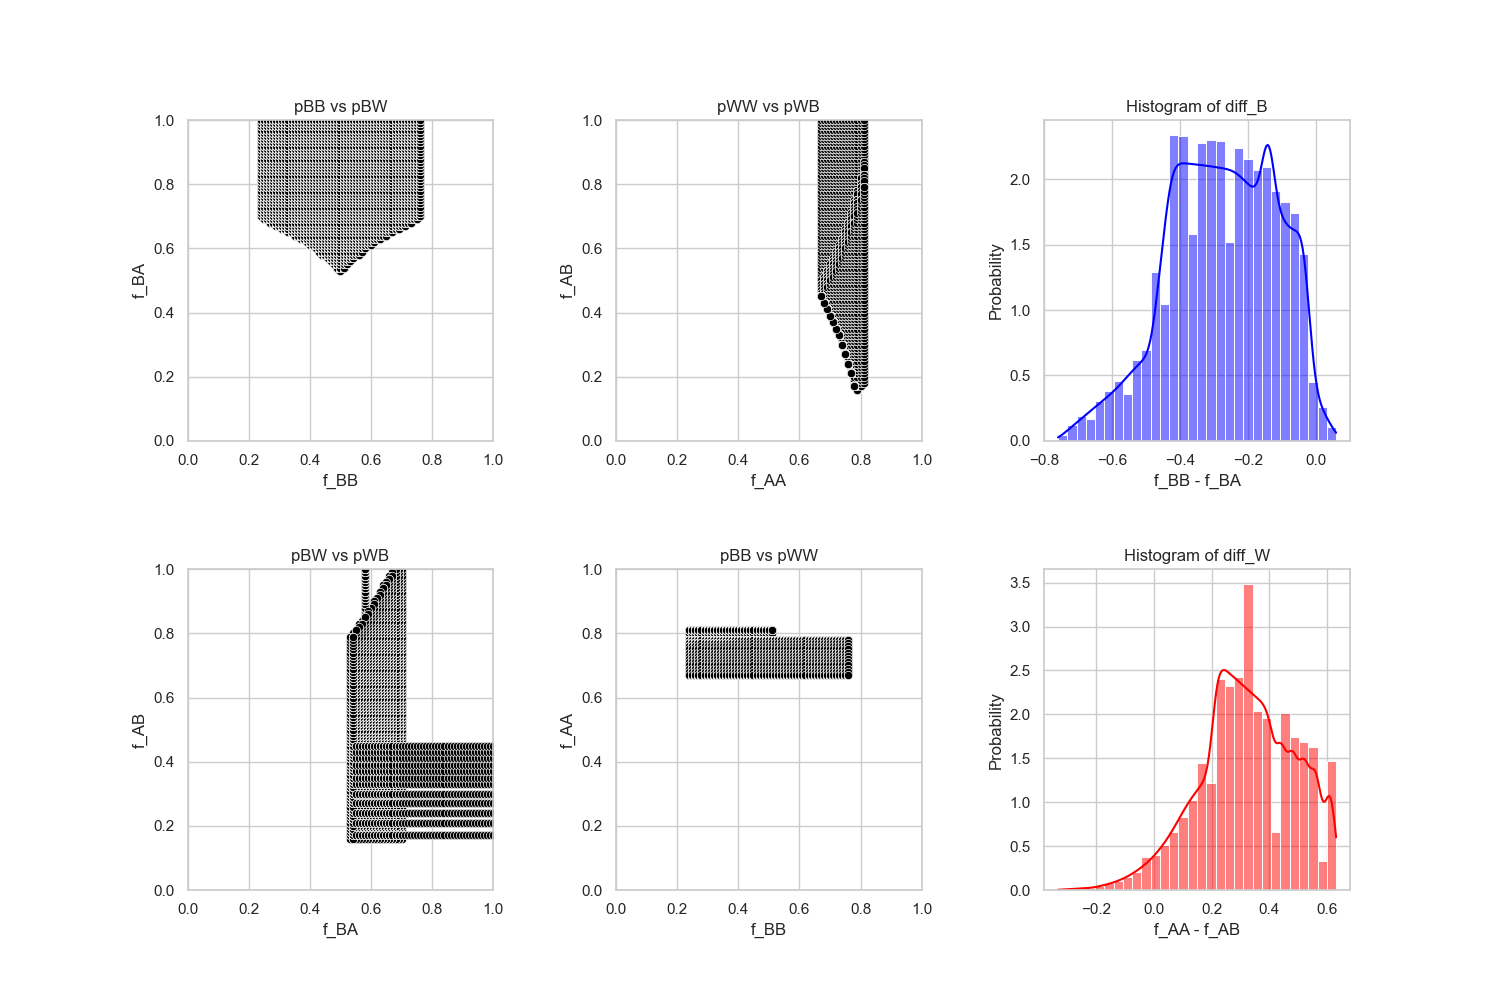 pBB vs pBW
1.0
0.8
0.6
0.4
0.2
0.0
f_BA
0.0 0.2 0.4 0.6 0.8 1.0
f_BB
pWW vs pWB
1.0
0.8
0.6
0.4
0.2
0.0
f_AB
0.0 0.2 0.4 0.6 0.8 1.0
f_AA
Histogram of diff_B
2.0
1.5
1.0
0.5
0.0
Probability
−0.8 −0.6 −0.4 −0.2 0.0
f_BB - f_BA
pBW vs pWB
1.0
0.8
0.6
0.4
0.2
0.0
f_AB
0.0 0.2 0.4 0.6 0.8 1.0
f_BA
pBB vs pWW
1.0
0.8
0.6
0.4
0.2
0.0
f_AA
0.0 0.2 0.4 0.6 0.8 1.0
f_BB
Histogram of diff_W
3.5
3.0
2.5
2.0
1.5
1.0
0.5
0.0
Probability
−0.2 0.0 0.2 0.4 0.6
f_AA - f_AB